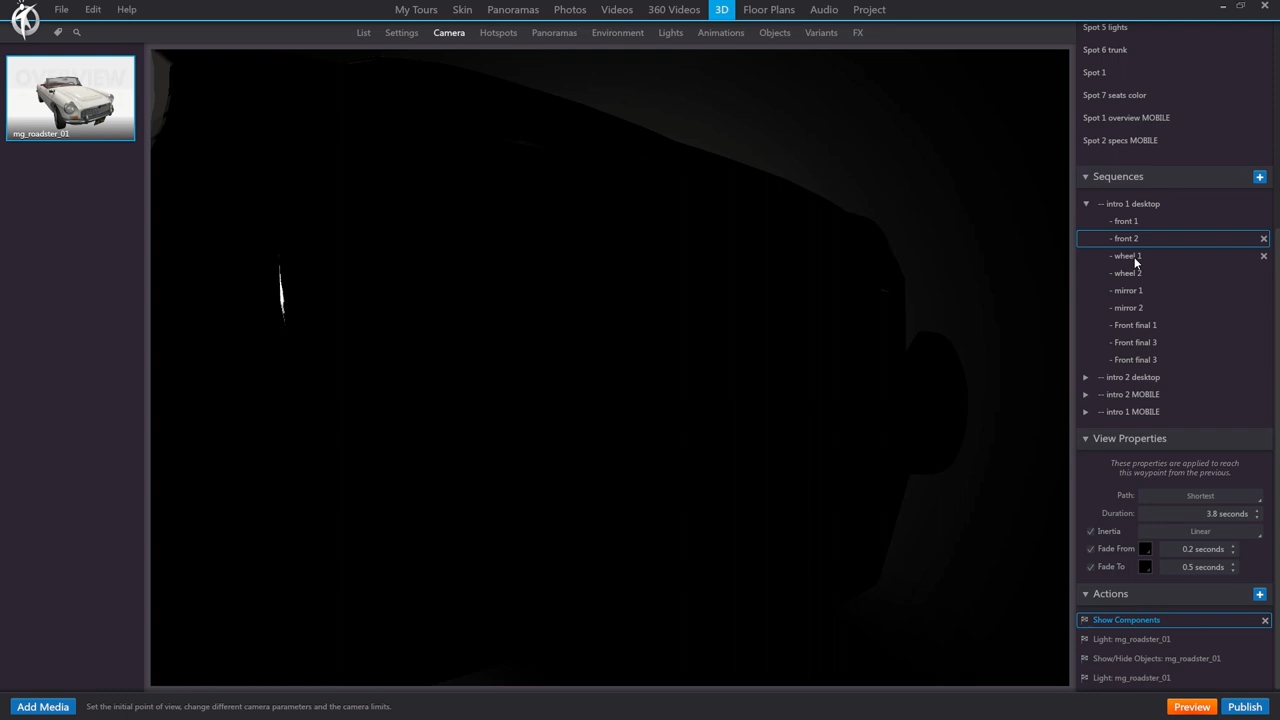 File Edit Help My Tours Skin Panoramas Photos Videos 360 Videos 3D Floor Plans Audio Project
List Settings Camera Hotspots Panoramas Environment Lights Animations Objects Variants FX
OVERVIEW
mg_roadster_01
Spot 5 lights
Spot 6 trunk
Spot 1
Spot 7 seats color
Spot 1 overview MOBILE
Spot 2 specs MOBILE
Sequences
-- intro 1 desktop
- front 1
- front 2
- wheel 1
- wheel 2
- mirror 1
- mirror 2
- Front final 1
- Front final 3
- Front final 3
-- intro 2 desktop
-- intro 2 MOBILE
-- intro 1 MOBILE
View Properties
These properties are applied to reach
this waypoint from the previous.
Path: Shortest
Duration: 3.8 seconds
Inertia Linear
Fade From 0.2 seconds
Fade To 0.5 seconds
Actions
Show Components
Light: mg_roadster_01
Show/Hide Objects: mg_roadster_01
Light: mg_roadster_01
Add Media Set the initial point of view, change different camera parameters and the camera limits. Preview Publish